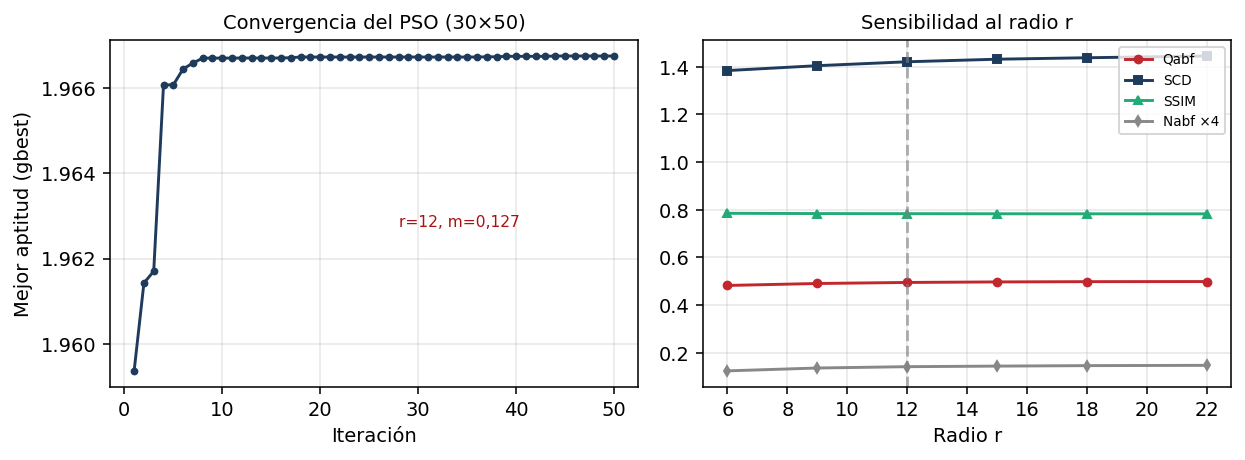 Convergencia del PSO (30×50)
Mejor aptitud (gbest)
1.966
1.964
1.962
1.960
r=12, m=0,127
0 10 20 30 40 50
Iteración
Sensibilidad al radio r
1.4
1.2
1.0
0.8
0.6
0.4
0.2
Qabf
SCD
SSIM
Nabf ×4
6 8 10 12 14 16 18 20 22
Radio r